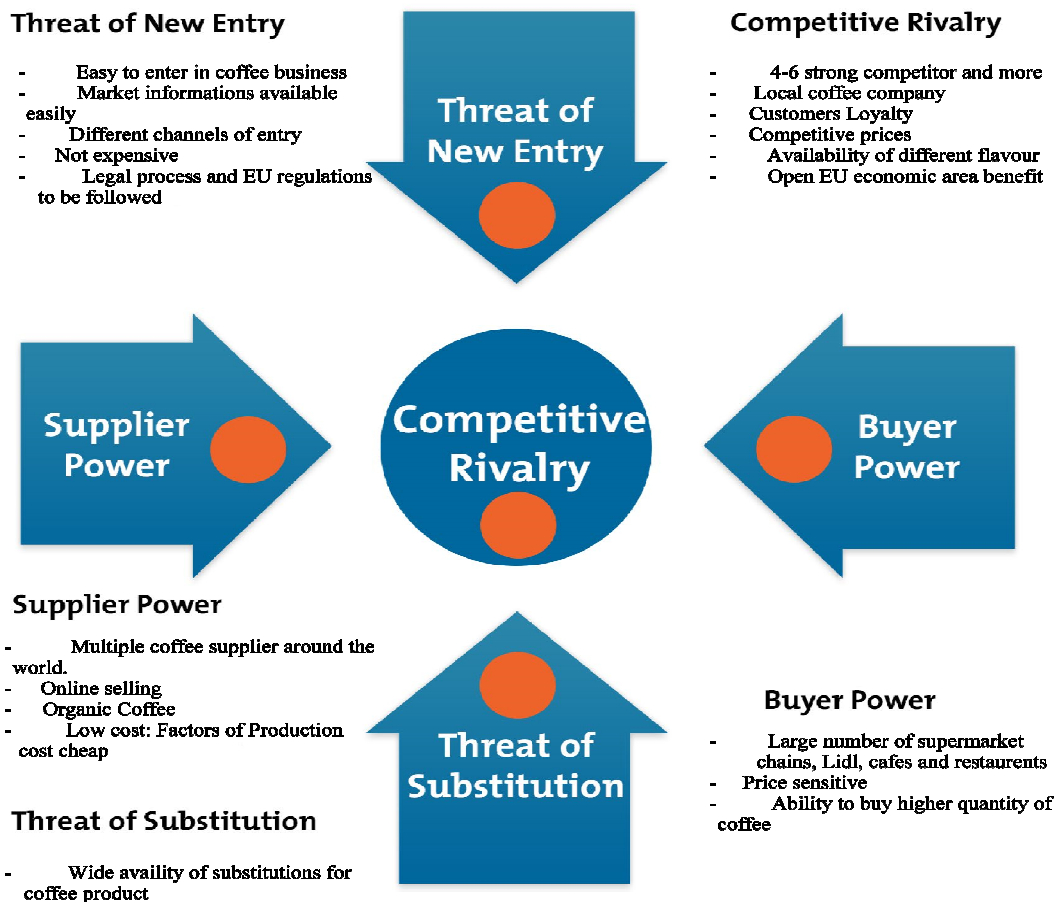 Threat of New Entry
- Easy to enter in coffee business
- Market informations available
easily
- Different channels of entry
- Not expensive
- Legal process and EU regulations
to be followed
Threat of
New Entry
Competitive Rivalry
- 4-6 strong competitor and more
- Local coffee company
- Customers Loyalty
- Competitive prices
- Availability of different flavour
- Open EU economic area benefit
Supplier
Power
Competitive
Rivalry
Buyer
Power
Supplier Power
- Multiple coffee supplier around the
world.
- Online selling
- Organic Coffee
- Low cost: Factors of Production
cost cheap
Threat of
Substitution
Buyer Power
- Large number of supermarket
chains, Lidl, cafes and restaurents
- Price sensitive
- Ability to buy higher quantity of
coffee
Threat of Substitution
- Wide availity of substitutions for
coffee product